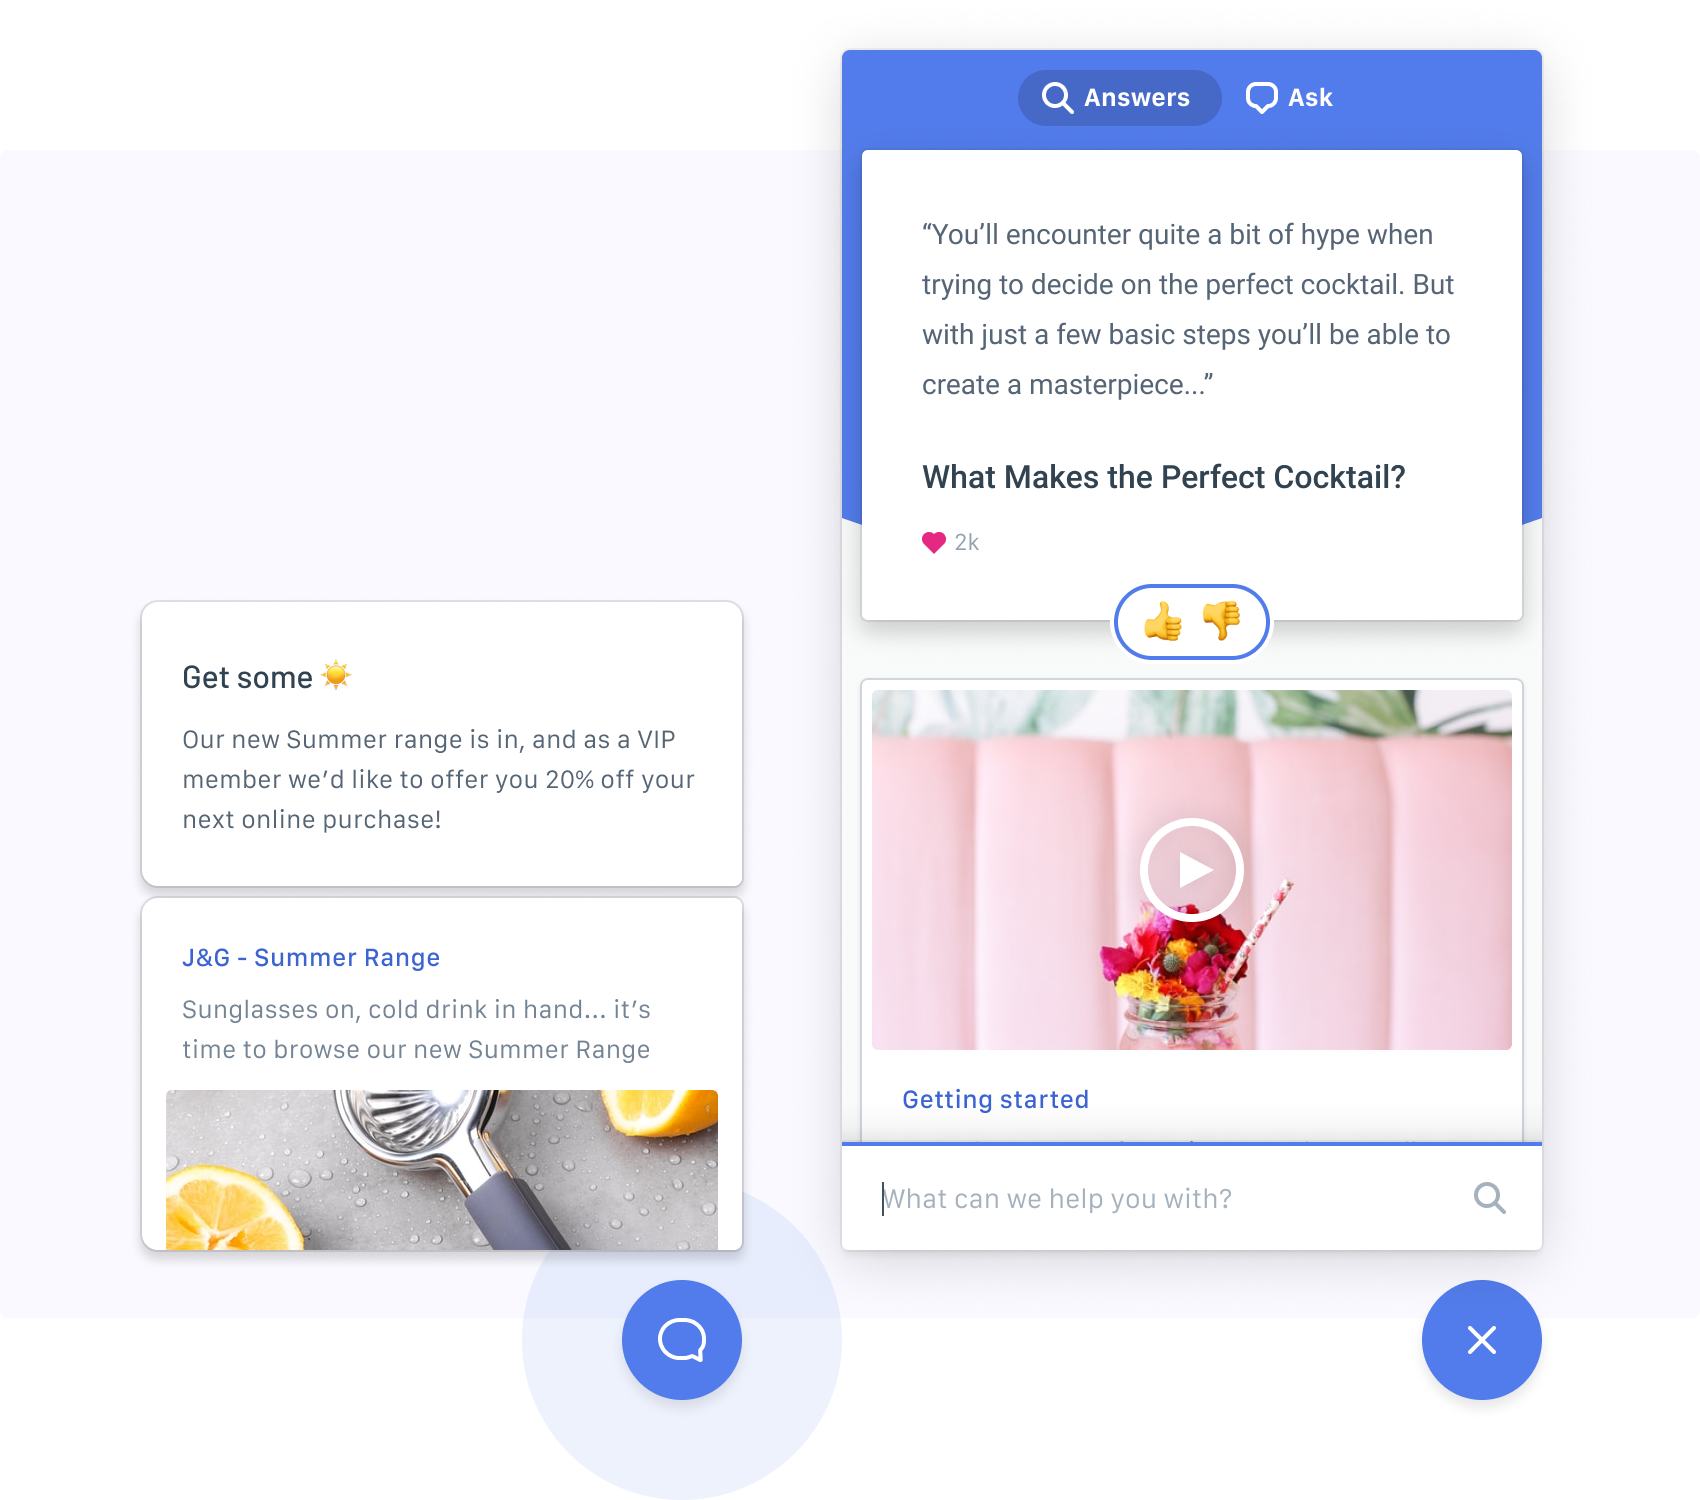 Get some
Our new Summer range is in, and as a VIP
member we’d like to offer you 20% off your
next online purchase!
J&G - Summer Range
Sunglasses on, cold drink in hand... it’s
time to browse our new Summer Range
Answers
Ask
“You’ll encounter quite a bit of hype when
trying to decide on the perfect cocktail. But
with just a few basic steps you’ll be able to
create a masterpiece...”
What Makes the Perfect Cocktail?
2k
Getting started
What can we help you with?